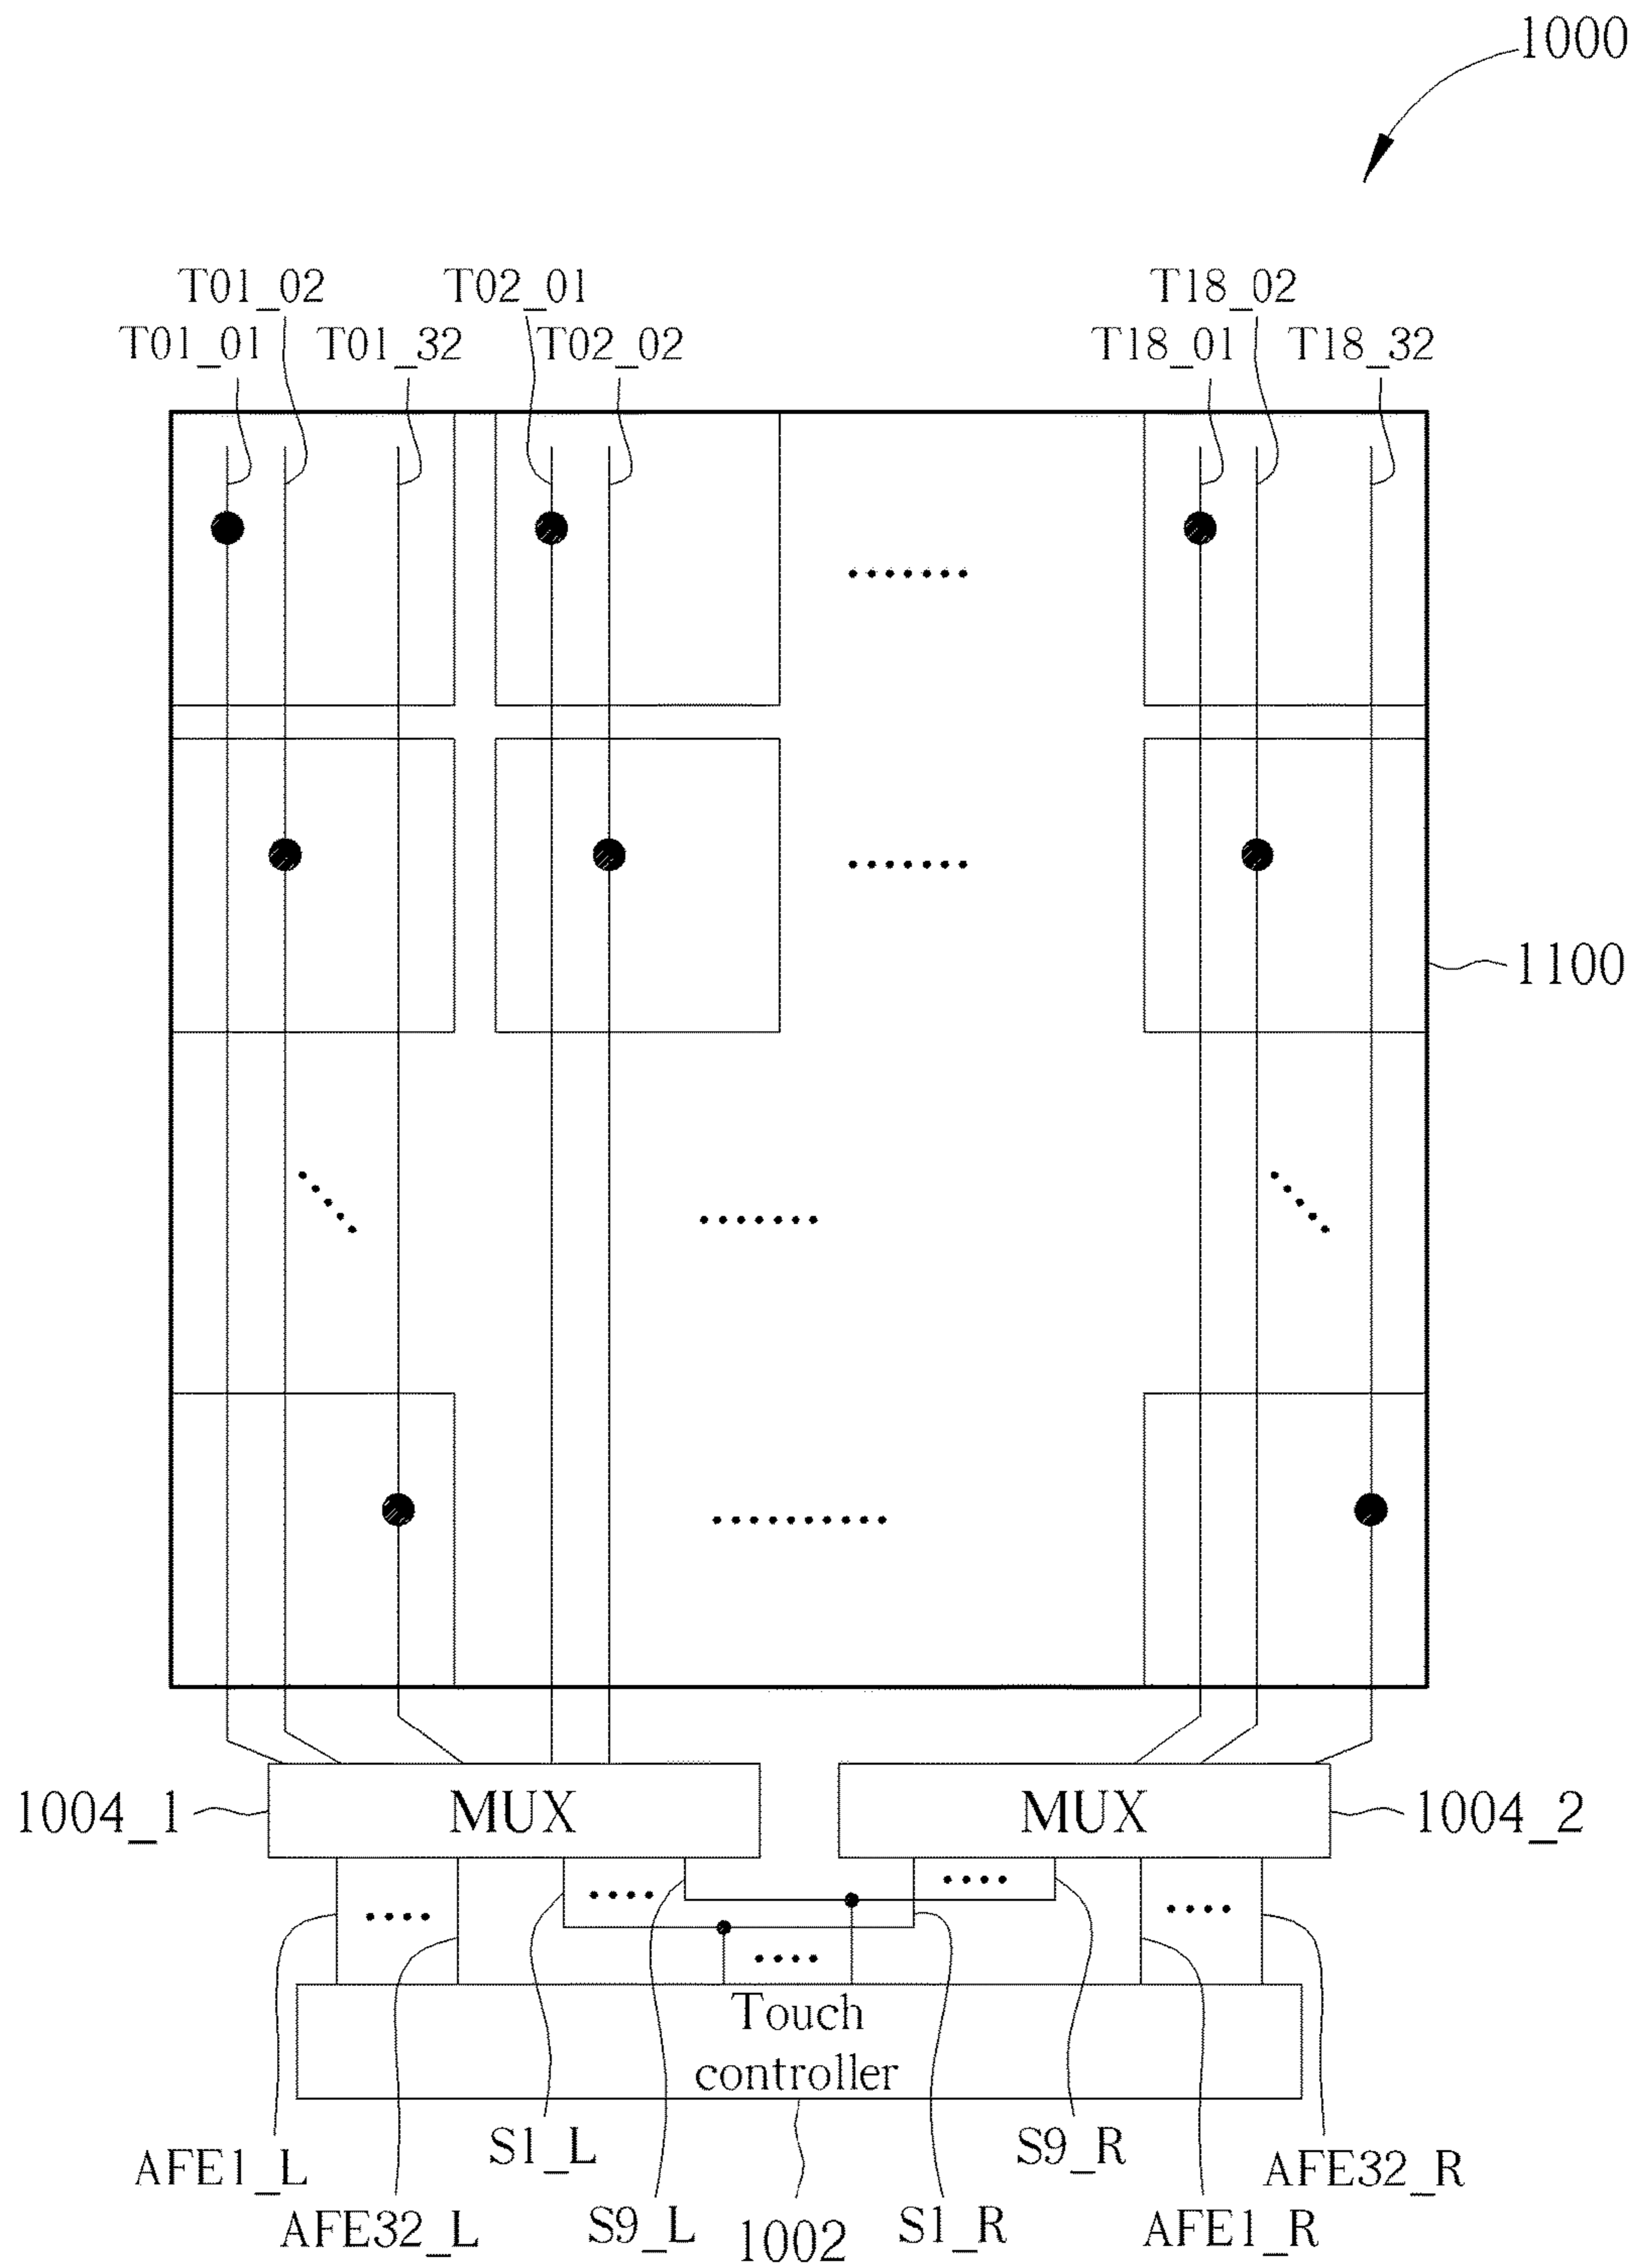 1000
T01_02 T02_01 T18_02
T01_01 T01_32 T02_02 T18_01 T18_32
1100
1004_1 MUX MUX 1004_2
Touch
controller
S1_L S9_R
AFE1_L AFE32_R
AFE32_L S9_L 1002 S1_R AFE1_R